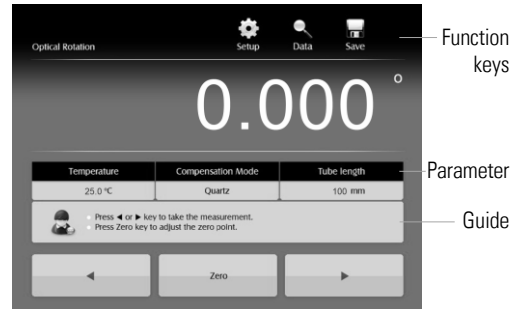 Optical Rotation
Setup
Data
Save
Function
keys
0.000 °
Temperature
Compensation Mode
Tube length
Parameter
25.0 ℃
Quartz
100 mm
Press ◄ or ► key to take the measurement.
Press Zero key to adjust the zero point.
Guide
◄
Zero
►